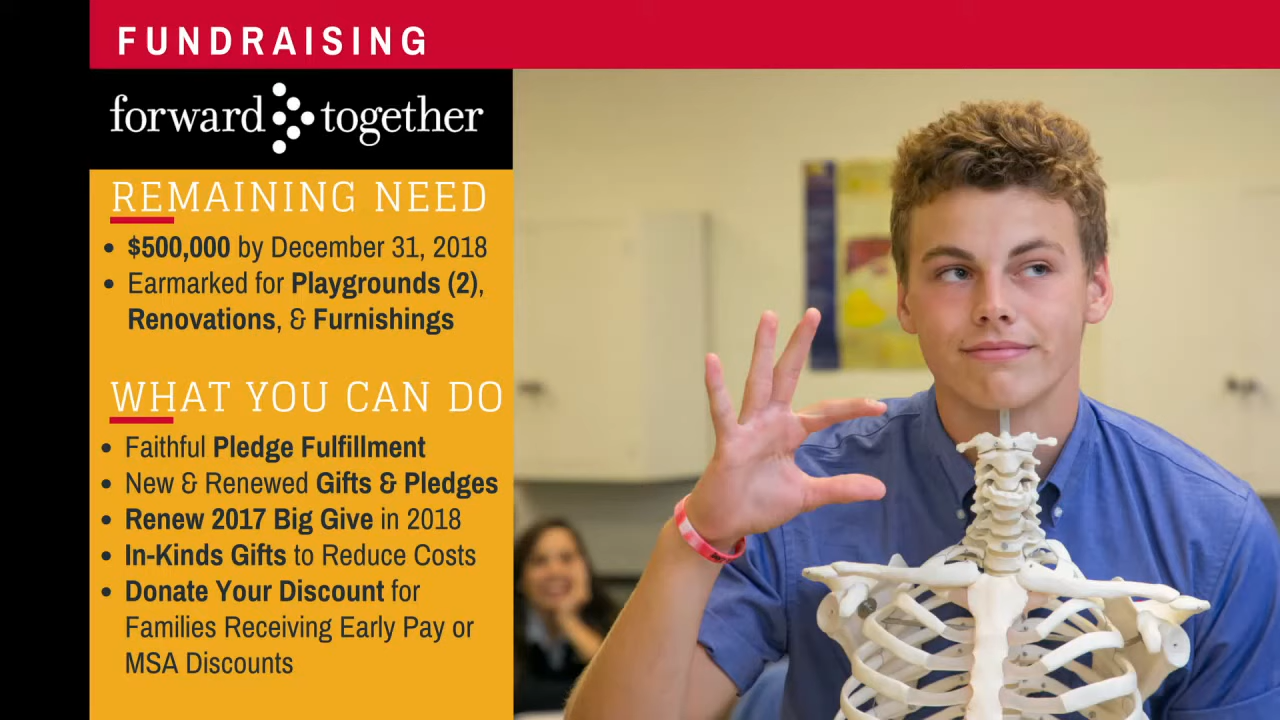 FUNDRAISING
forward together
REMAINING NEED
• $500,000 by December 31, 2018
• Earmarked for Playgrounds (2),
Renovations, & Furnishings
WHAT YOU CAN DO
• Faithful Pledge Fulfillment
• New & Renewed Gifts & Pledges
• Renew 2017 Big Give in 2018
• In-Kinds Gifts to Reduce Costs
• Donate Your Discount for
Families Receiving Early Pay or
MSA Discounts